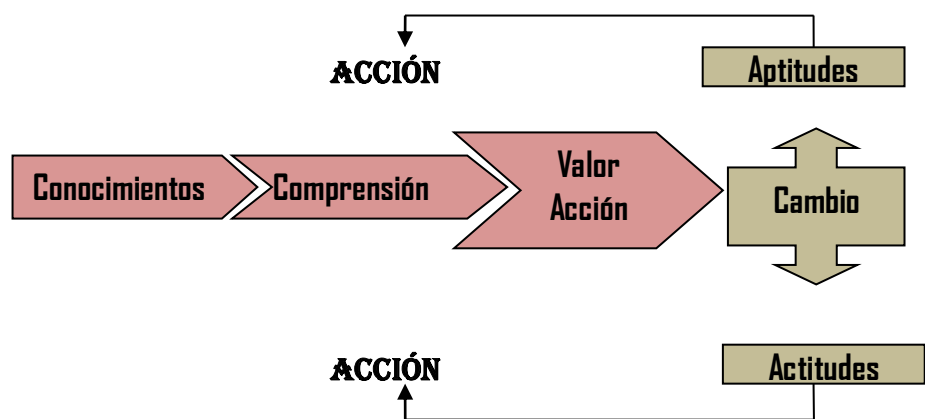 ACCIÓN
Aptitudes
Conocimientos
Comprensión
Valor
Acción
Cambio
ACCIÓN
Actitudes